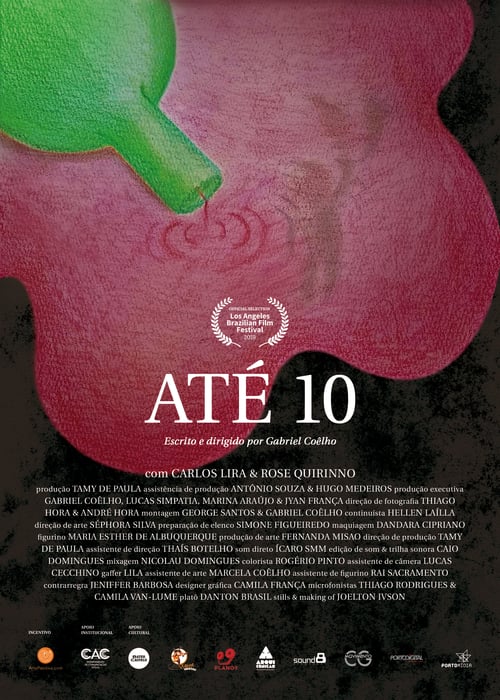 OFFICIAL SELECTION
Los Angeles
Brazilian Film
Festival
2019
ATÉ 10
Escrito e dirigido por Gabriel Coêlho
com CARLOS LIRA & ROSE QUIRINNO
produção TAMY DE PAULA assistência de produção ANTÔNIO SOUZA & HUGO MEDEIROS produção executiva
GABRIEL COÊLHO, LUCAS SIMPATIA, MARINA ARAÚJO & JYAN FRANÇA direção de fotografia THIAGO
HORA & ANDRÉ HORA montagem GEORGE SANTOS & GABRIEL COÊLHO continuísta HELLEN LAÍLLA
direção de arte SÉPHORA SILVA preparação de elenco SIMONE FIGUEIREDO maquiagem DANDARA CIPRIANO
figurino MARIA ESTHER DE ALBUQUERQUE produção de arte FERNANDA MISAO direção de produção TAMY
DE PAULA assistente de direção THAÍS BOTELHO som direto ÍCARO SMM edição de som & trilha sonora CAIO
DOMINGUES mixagem NICOLAU DOMINGUES colorista ROGÉRIO PINTO assistente de câmera LUCAS
CECCHINO gaffer LILA assistente de arte MARCELA COÊLHO assistente de figurino RAI SACRAMENTO
contrarregra JENIFFER BARBOSA designer gráfica CAMILA FRANÇA microfonistas THIAGO RODRIGUES &
CAMILA VAN-LUME platô DANTON BRASIL stills & making of JOELTON IVSON
INCENTIVO
APOIO
INSTITUCIONAL
APOIO
CULTURAL
CAC
PLANOS
sound8
PORTODIGITAL
PORTOMÍDIA